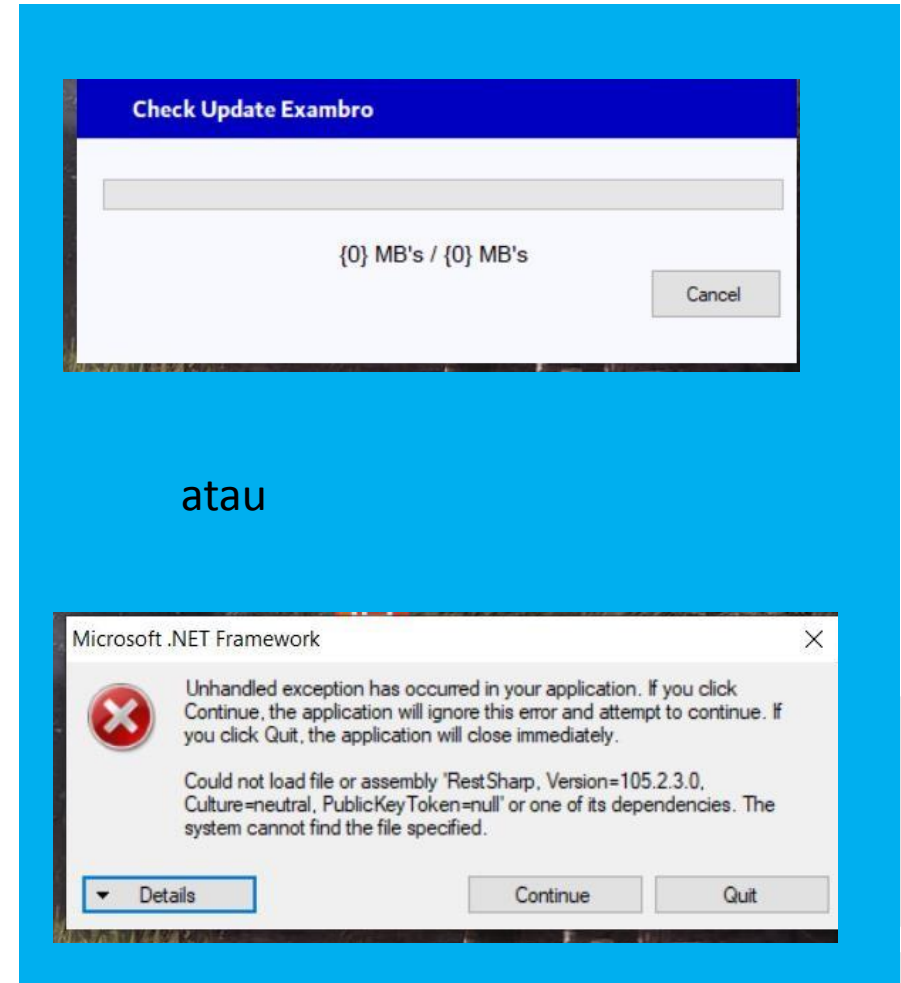 Check Update Exambro
{0} MB's / {0} MB's
Cancel
atau
Microsoft .NET Framework
Unhandled exception has occurred in your application. If you click
Continue, the application will ignore this error and attempt to continue. If
you click Quit, the application will close immediately.
Could not load file or assembly 'RestSharp, Version=105.2.3.0,
Culture=neutral, PublicKeyToken=null' or one of its dependencies. The
system cannot find the file specified.
Details
Continue
Quit